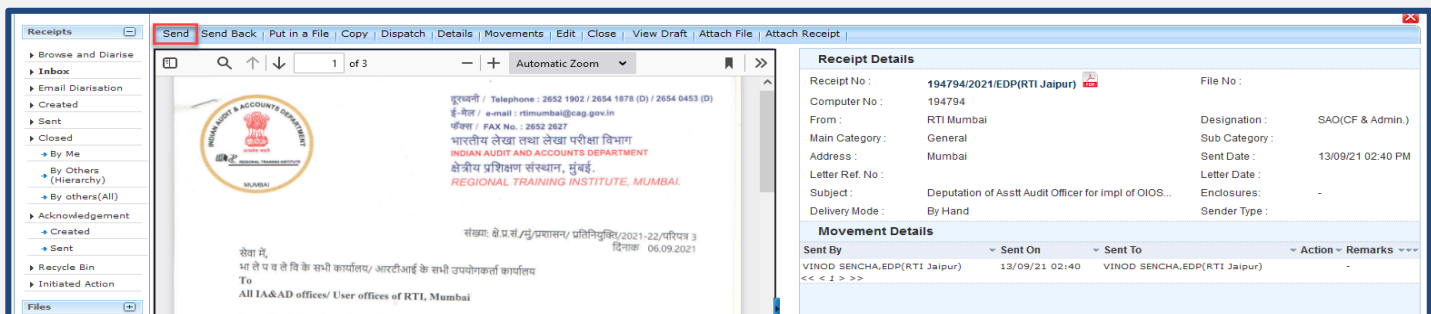 Receipts
Browse and Diarise
Inbox
Email Diarisation
Created
Sent
Closed
By Me
By Others
(Hierarchy)
By others(All)
Acknowledgement
Created
Sent
Recycle Bin
Initiated Action
Files
Send | Send Back | Put in a File | Copy | Dispatch | Details | Movements | Edit | Close | View Draft | Attach File | Attach Receipt |
1 of 3 Automatic Zoom
INDIAN AUDIT & ACCOUNTS DEPARTMENT
REGIONAL TRAINING INSTITUTE
MUMBAI
दूरध्वनी / Telephone : 2652 1902 / 2654 1878 (D) / 2654 0453 (D)
ई-मेल / e-mail : rtimumbai@cag.gov.in
फॅक्स / FAX No. : 2652 2627
भारतीय लेखा तथा लेखा परीक्षा विभाग
INDIAN AUDIT AND ACCOUNTS DEPARTMENT
क्षेत्रीय प्रशिक्षण संस्थान, मुंबई.
REGIONAL TRAINING INSTITUTE, MUMBAI.
संख्या: क्षे.प्र.सं./मुं/प्रशासन/ प्रतिनियुक्ति/2021-22/परिपत्र 3
दिनांक 06.09.2021
सेवा में,
भा ले प व ले वि के सभी कार्यालय/ आरटीआई के सभी उपयोगकर्ता कार्यालय
To
All IA&AD offices/ User offices of RTI, Mumbai
Receipt Details
Receipt No : 194794/2021/EDP(RTI Jaipur) File No :
Computer No : 194794
From : RTI Mumbai Designation : SAO(CF & Admin.)
Main Category : General Sub Category :
Address : Mumbai Sent Date : 13/09/21 02:40 PM
Letter Ref. No : Letter Date :
Subject : Deputation of Asstt Audit Officer for impl of OIOS... Enclosures: -
Delivery Mode : By Hand Sender Type :
Movement Details
Sent By Sent On Sent To Action Remarks
VINOD SENCHA,EDP(RTI Jaipur) 13/09/21 02:40 VINOD SENCHA,EDP(RTI Jaipur) -
<< < 1 > >>